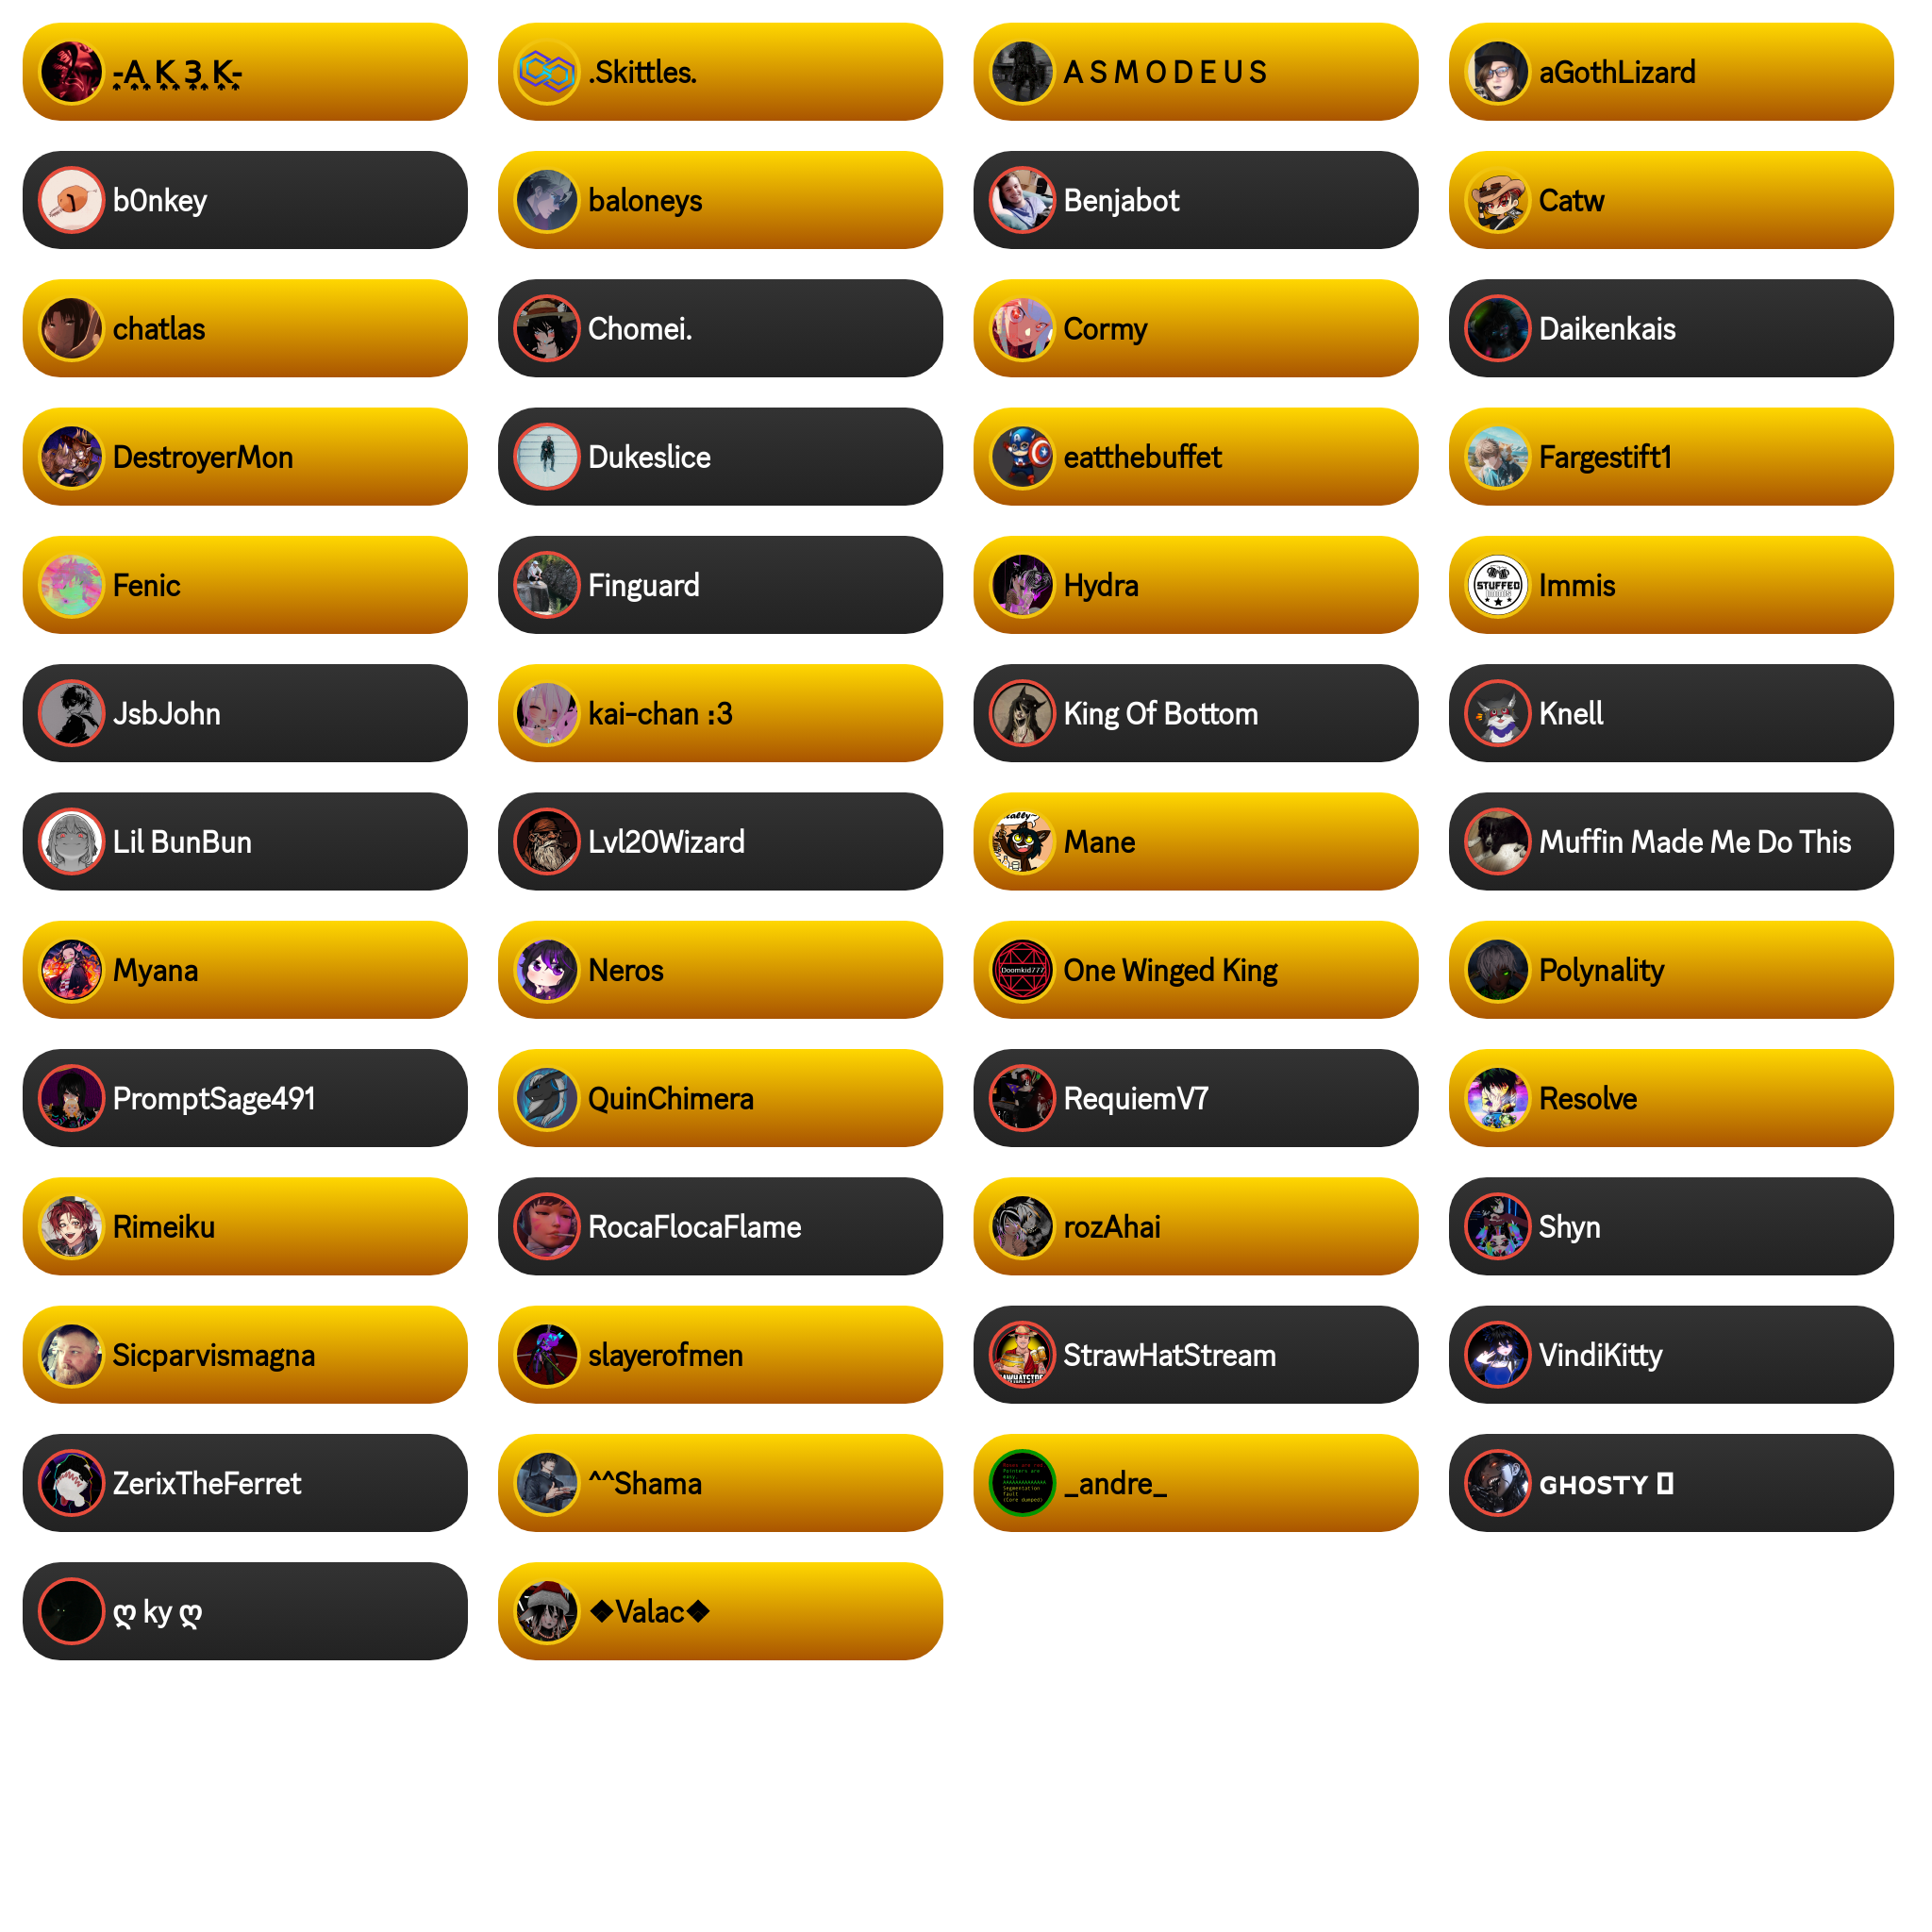 -A K 3 K-
.Skittles.
A S M O D E U S
aGothLizard
b0nkey
baloneys
Benjabot
Catw
chatlas
Chomei.
Cormy
Daikenkais
DestroyerMon
Dukeslice
eatthebuffet
Fargestift1
Fenic
Finguard
Hydra
STUFFED
Immis
JsbJohn
kai-chan :3
King Of Bottom
Knell
Lil BunBun
Lvl20Wizard
Mane
Muffin Made Me Do This
Myana
Neros
Doomkid777
One Winged King
Polynality
PromptSage491
QuinChimera
RequiemV7
Resolve
Rimeiku
RocaFlocaFlame
rozAhai
Shyn
Sicparvismagna
slayerofmen
StrawHatStream
VindiKitty
ZerixTheFerret
^^Shama
_andre_
ɢʜᴏꜱᴛʏ
ღ ky ღ
❖Valac❖